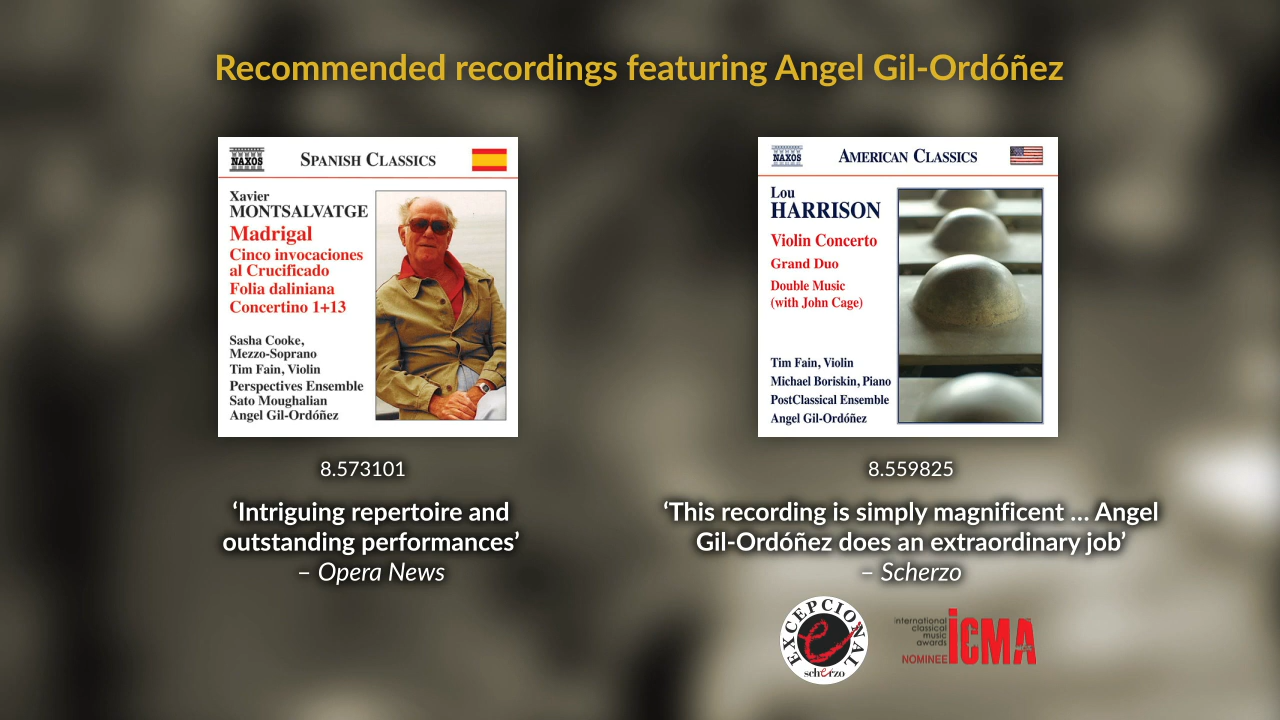 Recommended recordings featuring Angel Gil-Ordóñez
NAXOS
SPANISH CLASSICS
Xavier
MONTSALVATGE
Madrigal
Cinco invocaciones
al Crucificado
Folia daliniana
Concertino 1+13
Sasha Cooke,
Mezzo-Soprano
Tim Fain, Violin
Perspectives Ensemble
Sato Moughalian
Angel Gil-Ordóñez
8.573101
‘Intriguing repertoire and
outstanding performances’
– Opera News
NAXOS
AMERICAN CLASSICS
Lou
HARRISON
Violin Concerto
Grand Duo
Double Music
(with John Cage)
Tim Fain, Violin
Michael Boriskin, Piano
PostClassical Ensemble
Angel Gil-Ordóñez
8.559825
‘This recording is simply magnificent ... Angel
Gil-Ordóñez does an extraordinary job’
– Scherzo
EXCEPCIONAL
e
scherzo
international
classical
music
awards
NOMINEE
iCMA